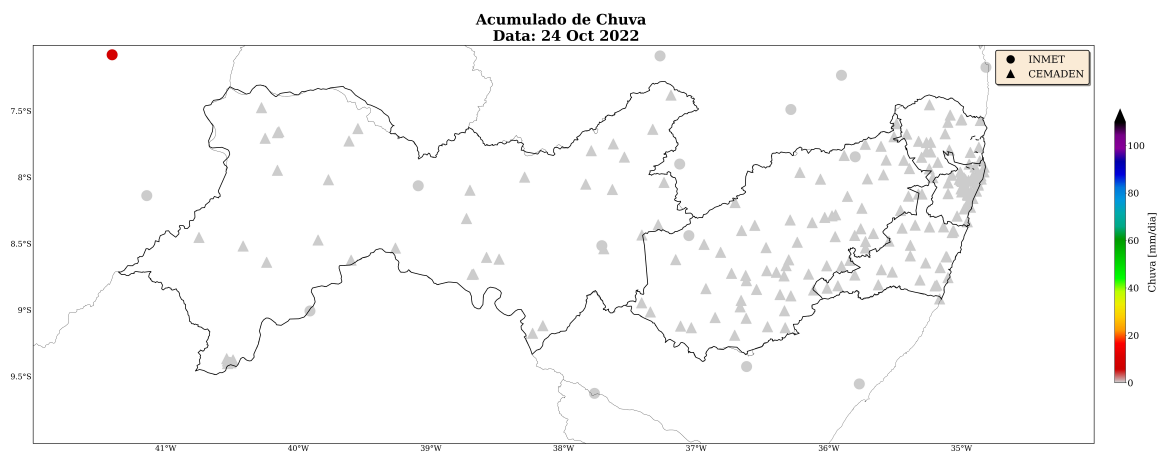 Acumulado de Chuva
Data: 24 Oct 2022
INMET
CEMADEN
7.5°S
8°S
8.5°S
9°S
9.5°S
41°W
40°W
39°W
38°W
37°W
36°W
35°W
100
80
60
40
20
0
Chuva [mm/dia]